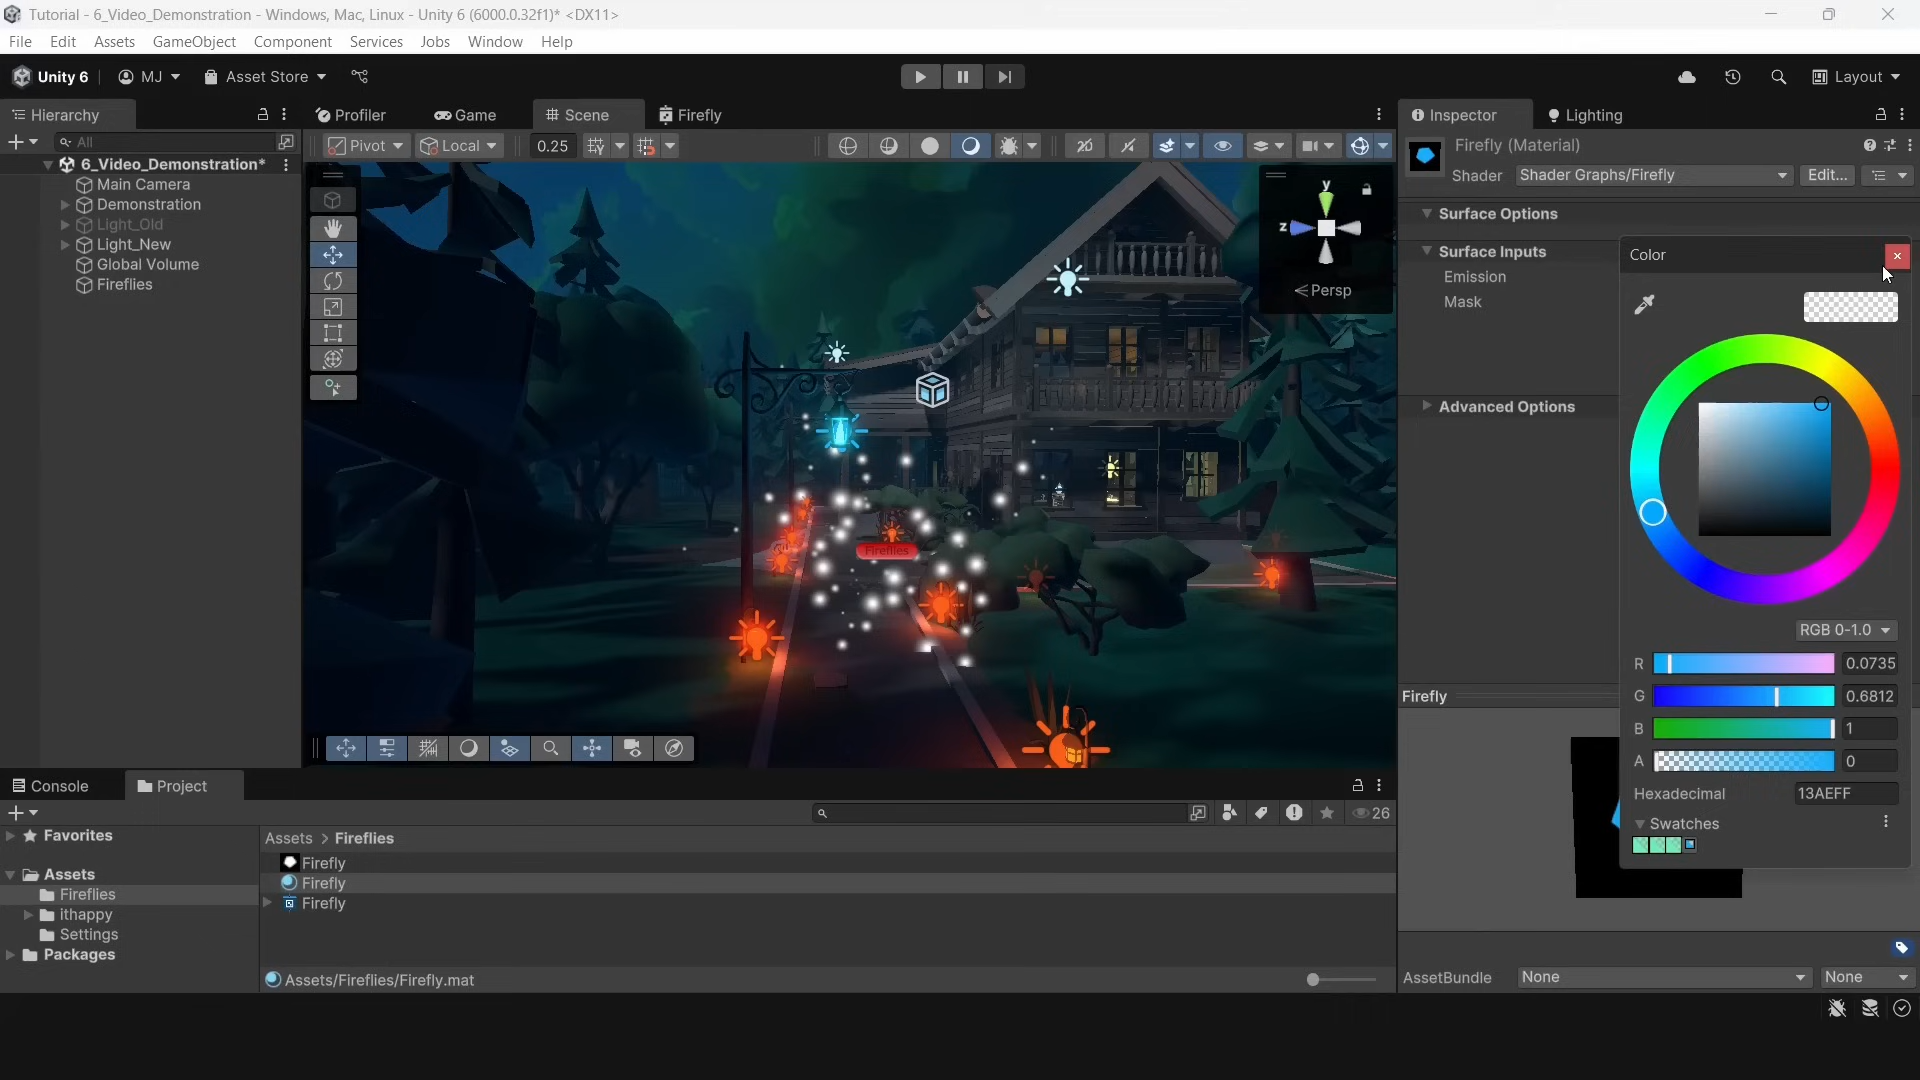 Tutorial - 6_Video_Demonstration - Windows, Mac, Linux - Unity 6 (6000.0.32f1)* <DX11>
File Edit Assets GameObject Component Services Jobs Window Help
Unity 6 MJ Asset Store Layout
Hierarchy
All
6_Video_Demonstration*
Main Camera
Demonstration
Light_Old
Light_New
Global Volume
Fireflies
Profiler Game Scene Firefly
Pivot Local 0.25
y
z
Persp
Fireflies
Inspector Lighting
Firefly (Material)
Shader Shader Graphs/Firefly Edit...
Surface Options
Surface Inputs
Emission
Mask
Advanced Options
Color
RGB 0-1.0
R 0.0735
G 0.6812
B 1
A 0
Hexadecimal 13AEFF
Swatches
Firefly
AssetBundle None None
Console Project
26
Favorites
Assets
Fireflies
ithappy
Settings
Packages
Assets > Fireflies
Firefly
Firefly
Firefly
Assets/Fireflies/Firefly.mat